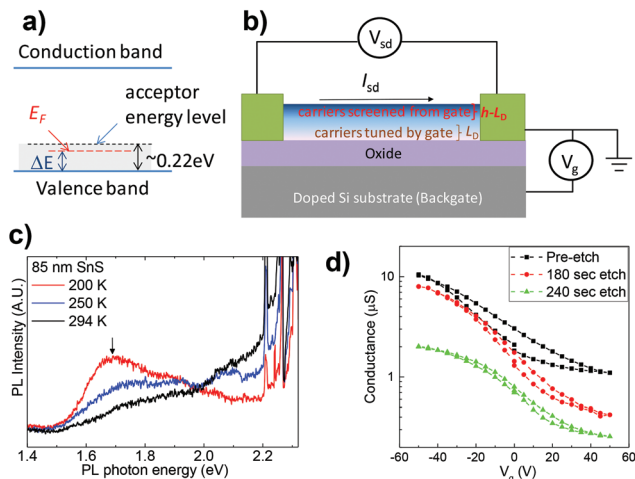 a)
Conduction band
acceptor
energy level
E_F
ΔE
~0.22eV
Valence band
b)
V_sd
I_sd
carriers screened from gate } h-L_D
carriers tuned by gate } L_D
Oxide
V_g
Doped Si substrate (Backgate)
c)
85 nm SnS
200 K
250 K
294 K
PL Intensity (A.U.)
1.4 1.6 1.8 2.0 2.2
PL photon energy (eV)
d)
Pre-etch
180 sec etch
240 sec etch
Conductance (µS)
10
1
-60 -40 -20 0 20 40 60
V_g (V)